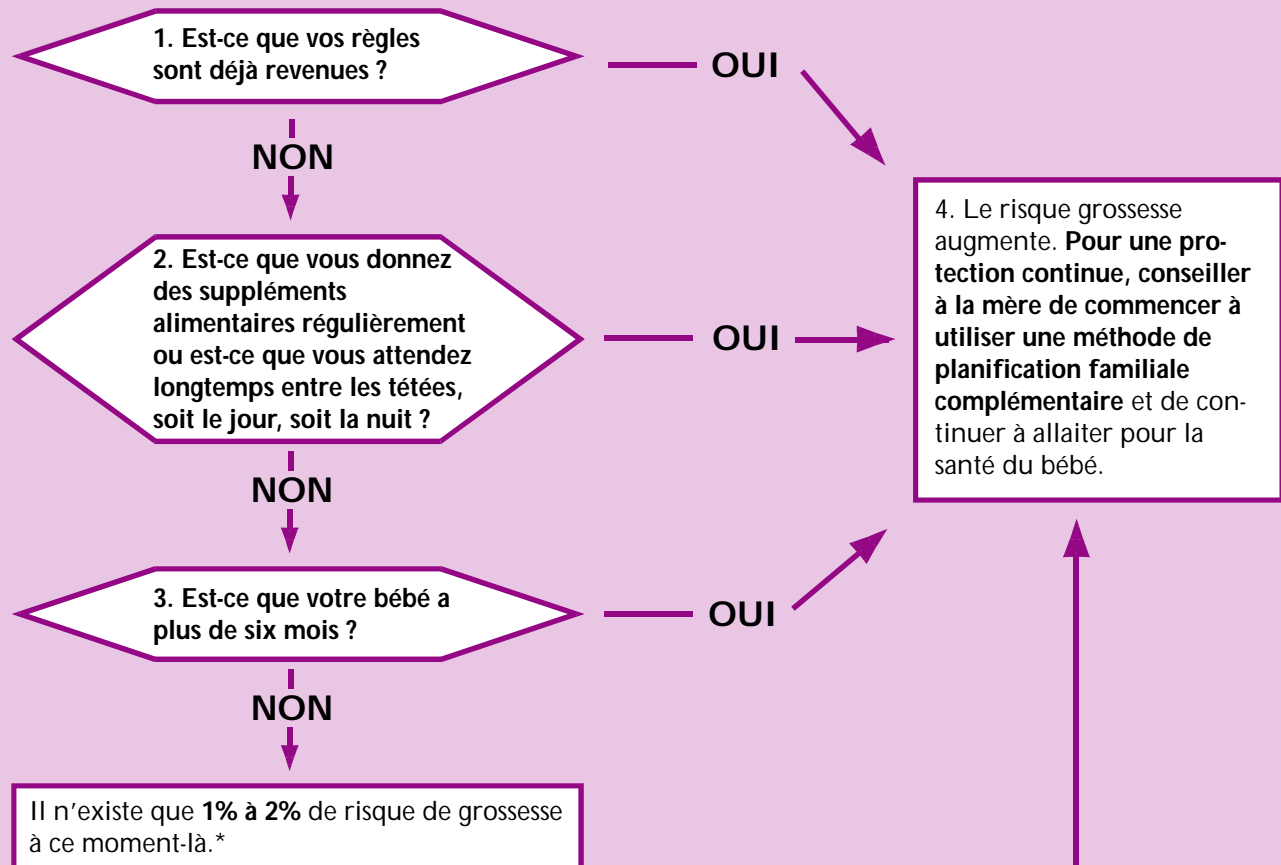 1. Est-ce que vos règles
sont déjà revenues ?
OUI
NON
2. Est-ce que vous donnez
des suppléments
alimentaires régulièrement
ou est-ce que vous attendez
longtemps entre les tétées,
soit le jour, soit la nuit ?
OUI
NON
3. Est-ce que votre bébé a
plus de six mois ?
OUI
NON
4. Le risque grossesse
augmente. Pour une pro-
tection continue, conseiller
à la mère de commencer à
utiliser une méthode de
planification familiale
complémentaire et de con-
tinuer à allaiter pour la
santé du bébé.
Il n’existe que 1% à 2% de risque de grossesse
à ce moment-là.*